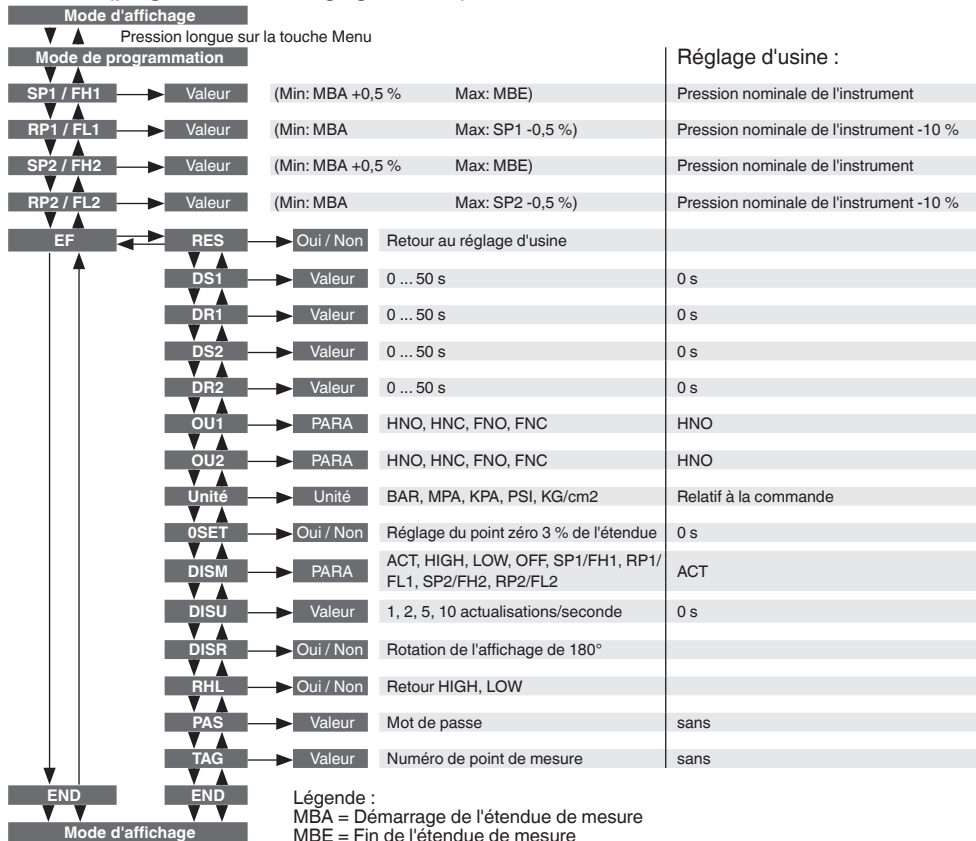 Mode d'affichage
Pression longue sur la touche Menu
Mode de programmation Réglage d'usine :
SP1 / FH1 Valeur (Min: MBA +0,5 % Max: MBE) Pression nominale de l'instrument
RP1 / FL1 Valeur (Min: MBA Max: SP1 -0,5 %) Pression nominale de l'instrument -10 %
SP2 / FH2 Valeur (Min: MBA +0,5 % Max: MBE) Pression nominale de l'instrument
RP2 / FL2 Valeur (Min: MBA Max: SP2 -0,5 %) Pression nominale de l'instrument -10 %
EF RES Oui / Non Retour au réglage d'usine
DS1 Valeur 0 ... 50 s 0 s
DR1 Valeur 0 ... 50 s 0 s
DS2 Valeur 0 ... 50 s 0 s
DR2 Valeur 0 ... 50 s 0 s
OU1 PARA HNO, HNC, FNO, FNC HNO
OU2 PARA HNO, HNC, FNO, FNC HNO
Unité Unité BAR, MPA, KPA, PSI, KG/cm2 Relatif à la commande
0SET Oui / Non Réglage du point zéro 3 % de l'étendue 0 s
DISM PARA ACT, HIGH, LOW, OFF, SP1/FH1, RP1/
FL1, SP2/FH2, RP2/FL2 ACT
DISU Valeur 1, 2, 5, 10 actualisations/seconde 0 s
DISR Oui / Non Rotation de l'affichage de 180°
RHL Oui / Non Retour HIGH, LOW
PAS Valeur Mot de passe sans
TAG Valeur Numéro de point de mesure sans
END END Légende :
MBA = Démarrage de l'étendue de mesure
Mode d'affichage MBE = Fin de l'étendue de mesure